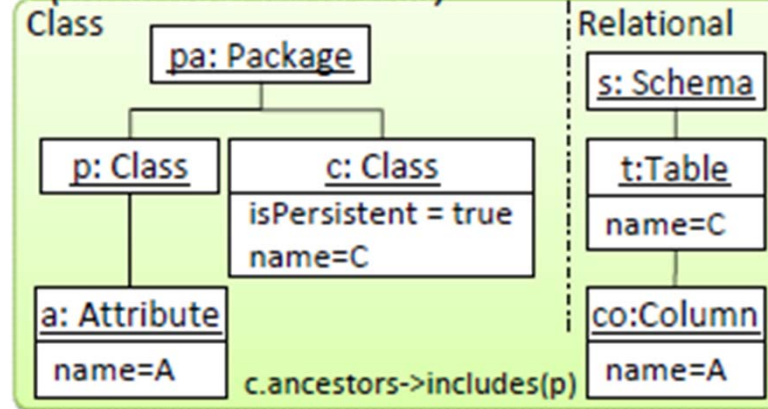 Class
Relational
pa: Package
s: Schema
p: Class
c: Class
isPersistent = true
name=C
t:Table
name=C
a: Attribute
name=A
co:Column
name=A
c.ancestors->includes(p)